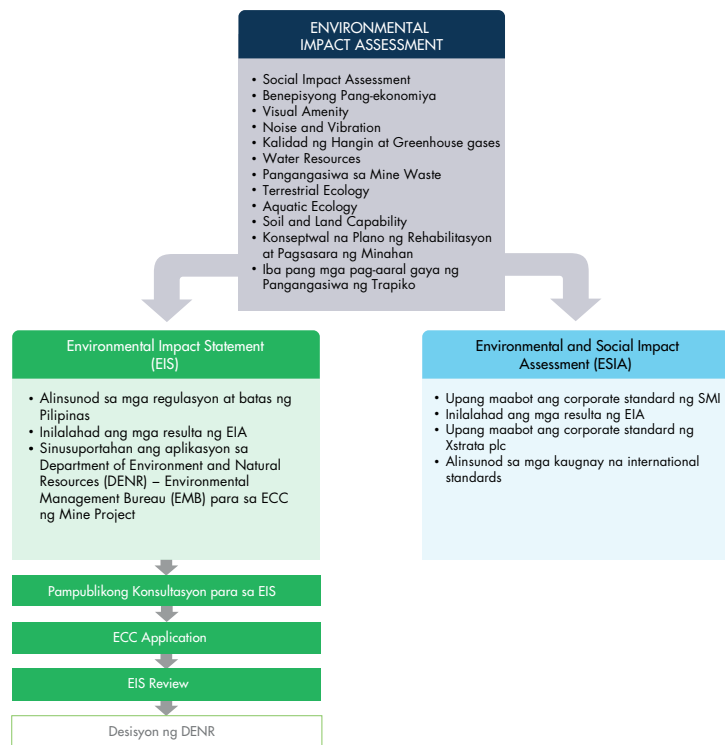 ENVIRONMENTAL
IMPACT ASSESSMENT
• Social Impact Assessment
• Benepisyong Pang-ekonomiya
• Visual Amenity
• Noise and Vibration
• Kalidad ng Hangin at Greenhouse gases
• Water Resources
• Pangangasiwa sa Mine Waste
• Terrestrial Ecology
• Aquatic Ecology
• Soil and Land Capability
• Konseptwal na Plano ng Rehabilitasyon
at Pagsasara ng Minahan
• Iba pang mga pag-aaral gaya ng
Pangangasiwa ng Trapiko
Environmental Impact Statement
(EIS)
• Alinsunod sa mga regulasyon at batas ng
Pilipinas
• Inilalahad ang mga resulta ng EIA
• Sinusuportahan ang aplikasyon sa
Department of Environment and Natural
Resources (DENR) – Environmental
Management Bureau (EMB) para sa ECC
ng Mine Project
Environmental and Social Impact
Assessment (ESIA)
• Upang maabot ang corporate standard ng SMI
• Inilalahad ang mga resulta ng EIA
• Upang maabot ang corporate standard ng
Xstrata plc
• Alinsunod sa mga kaugnay na international
standards
Pampublikong Konsultasyon para sa EIS
ECC Application
EIS Review
Desisyon ng DENR